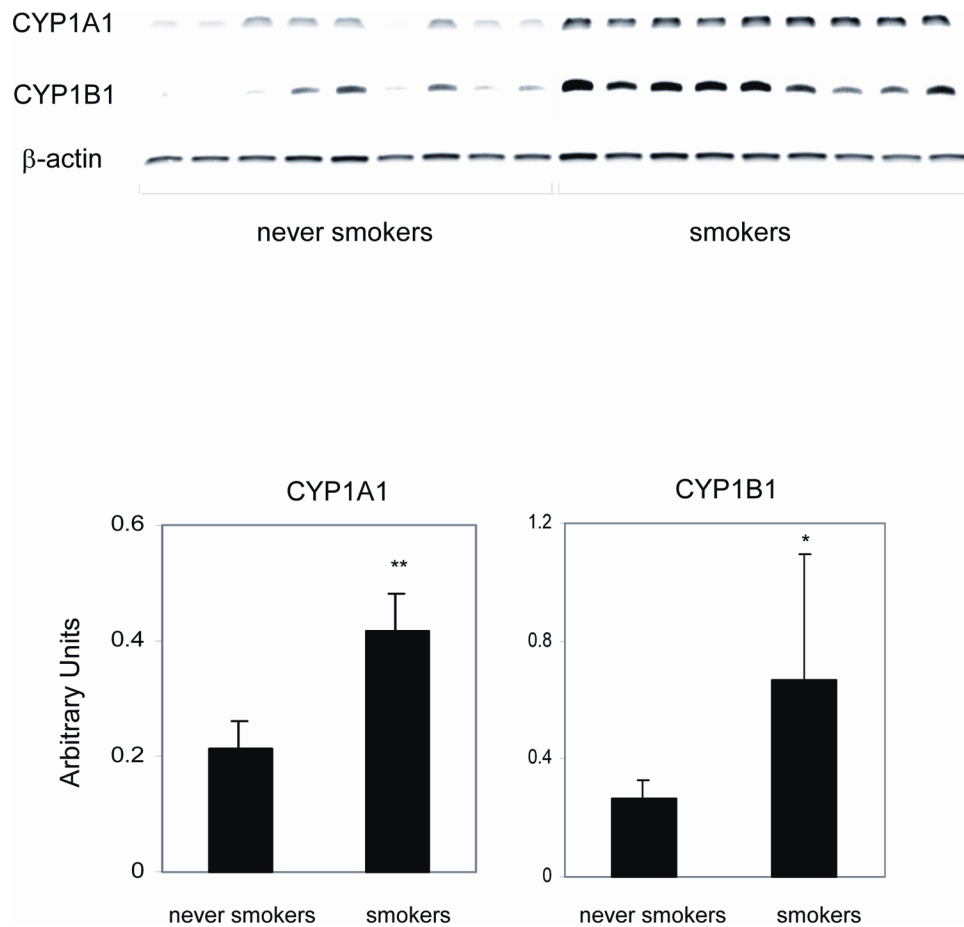 CYP1A1
CYP1B1
β-actin
never smokers smokers
CYP1A1 CYP1B1
Arbitrary Units
0.6
0.4
0.2
0
**
never smokers smokers
1.2
0.8
0.4
0
*
never smokers smokers